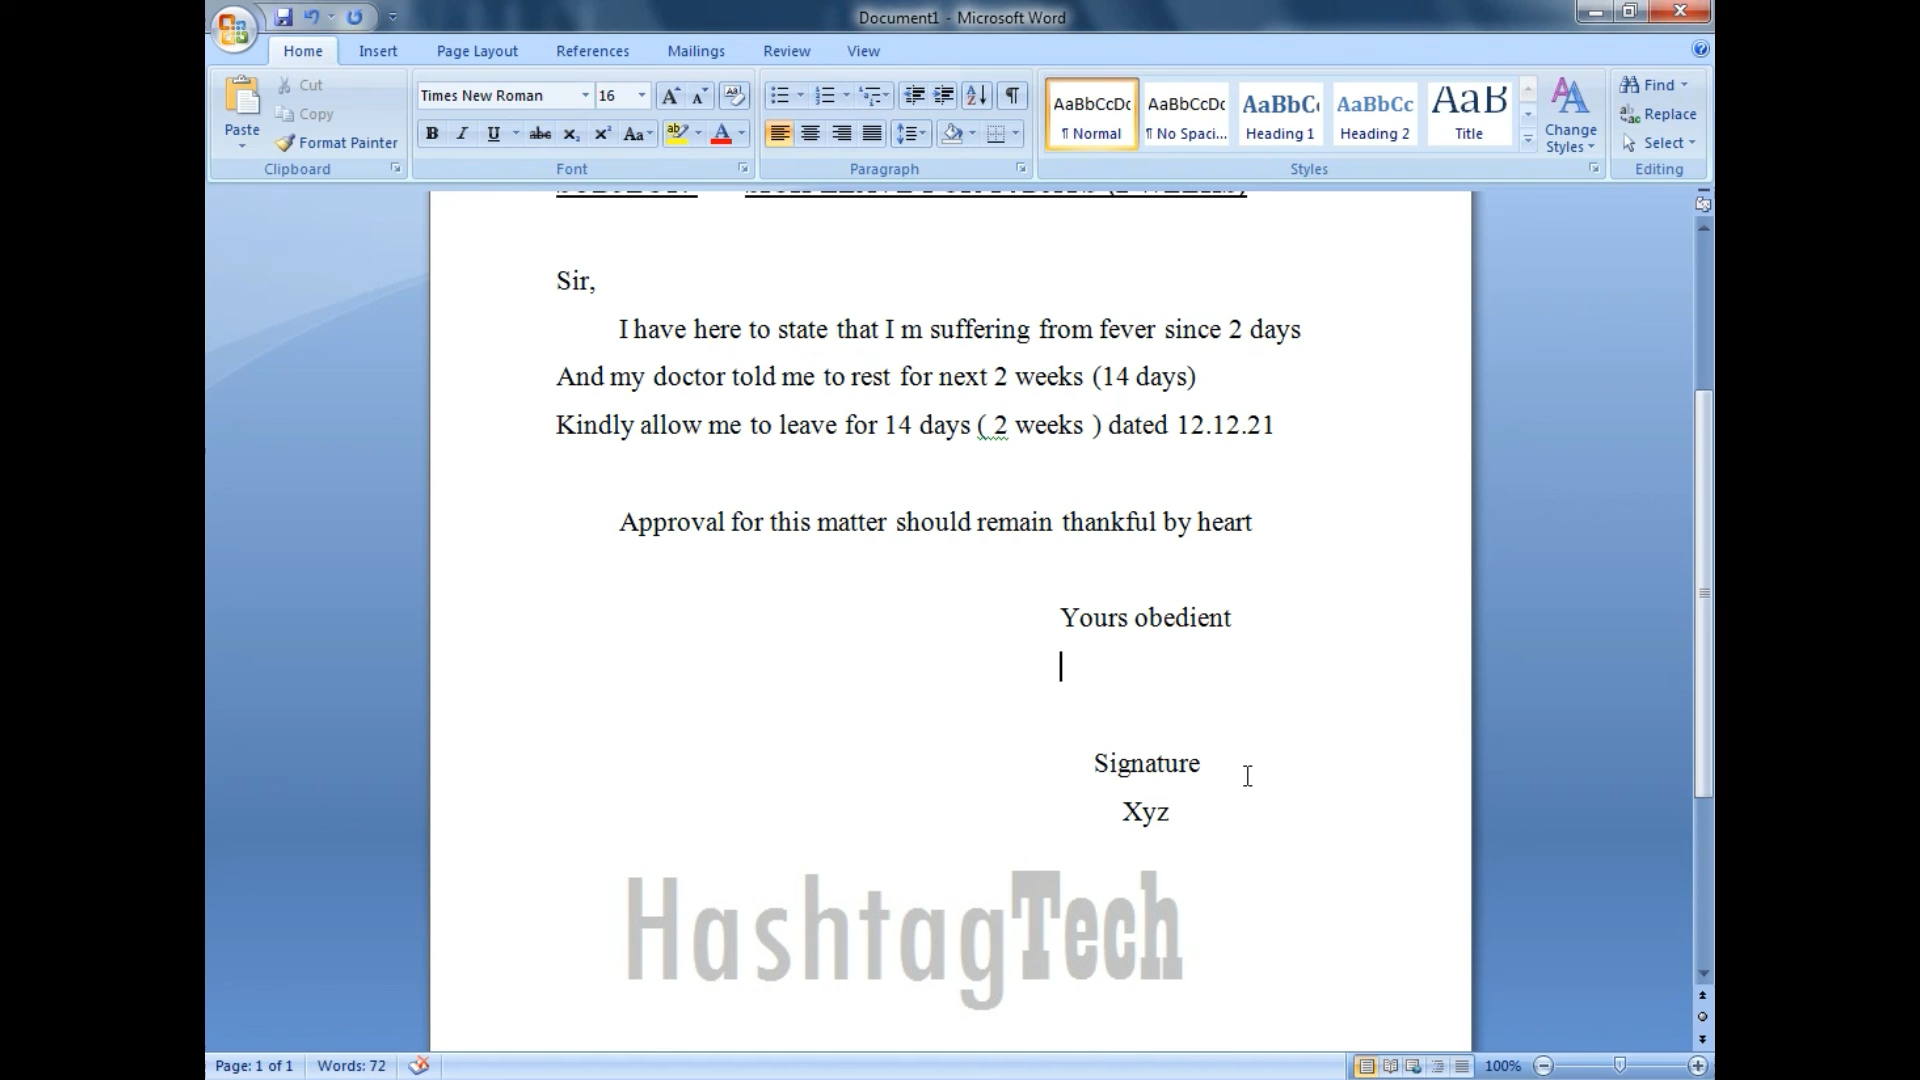 Document1 - Microsoft Word
Home Insert Page Layout References Mailings Review View
Paste
Cut
Copy
Format Painter
Clipboard
Times New Roman 16
Font
Paragraph
AaBbCcDc AaBbCcDc AaBbC AaBbCc AaB
¶ Normal ¶ No Spaci... Heading 1 Heading 2 Title
Change
Styles
Styles
Find
Replace
Select
Editing
Sir,
I have here to state that I m suffering from fever since 2 days
And my doctor told me to rest for next 2 weeks (14 days)
Kindly allow me to leave for 14 days ( 2 weeks ) dated 12.12.21
Approval for this matter should remain thankful by heart
Yours obedient
Signature
Xyz
HashtagTech
Page: 1 of 1 Words: 72 100%